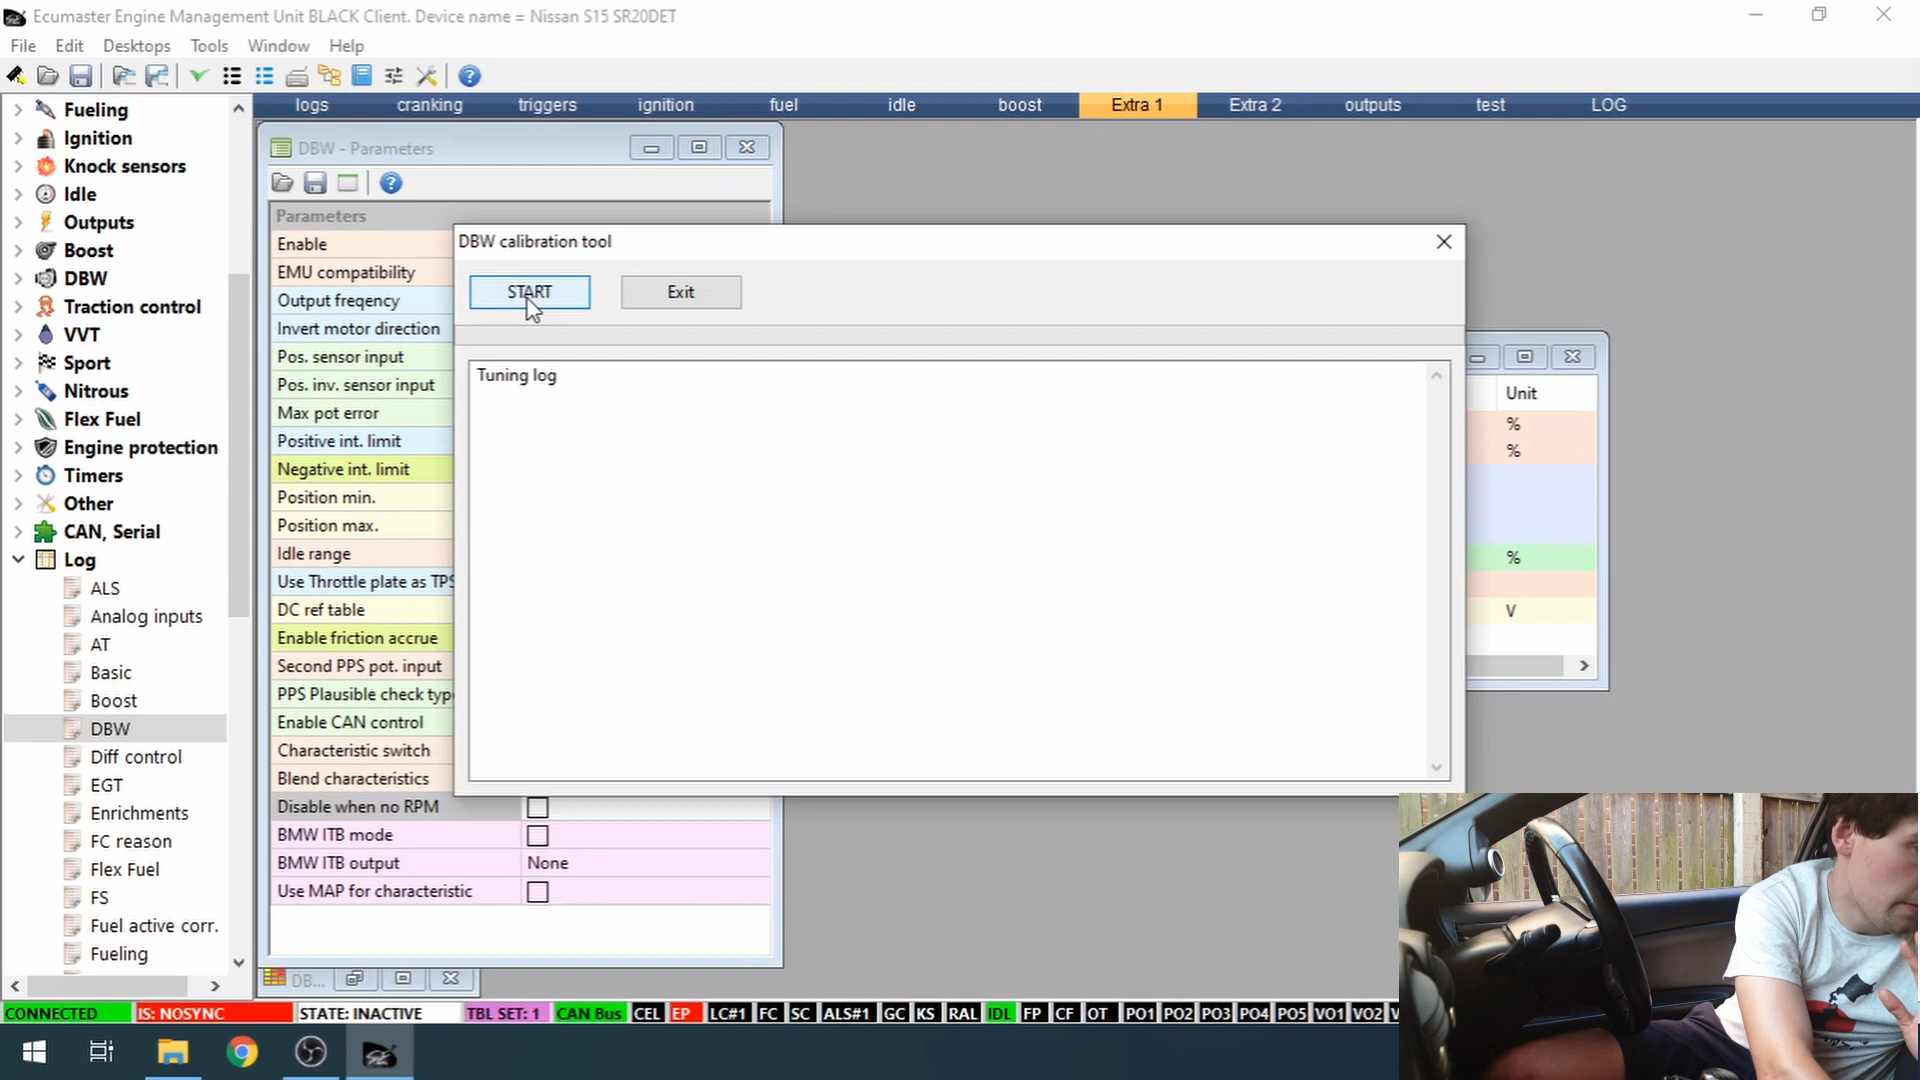 Ecumaster Engine Management Unit BLACK Client. Device name = Nissan S15 SR20DET
File Edit Desktops Tools Window Help
logs cranking triggers ignition fuel idle boost Extra 1 Extra 2 outputs test LOG
Fueling
Ignition
Knock sensors
Idle
Outputs
Boost
DBW
Traction control
VVT
Sport
Nitrous
Flex Fuel
Engine protection
Timers
Other
CAN, Serial
Log
ALS
Analog inputs
AT
Basic
Boost
DBW
Diff control
EGT
Enrichments
FC reason
Flex Fuel
FS
Fuel active corr.
Fueling
DBW - Parameters
Parameters
Enable
EMU compatibility
Output freqency
Invert motor direction
Pos. sensor input
Pos. inv. sensor input
Max pot error
Positive int. limit
Negative int. limit
Position min.
Position max.
Idle range
Use Throttle plate as TPS
DC ref table
Enable friction accrue
Second PPS pot. input
PPS Plausible check typ
Enable CAN control
Characteristic switch
Blend characteristics
Disable when no RPM
BMW ITB mode
BMW ITB output None
Use MAP for characteristic
DB...
DBW calibration tool
START Exit
Tuning log
Unit
%
%
%
V
CONNECTED IS: NOSYNC STATE: INACTIVE TBL SET: 1 CAN Bus CEL EP LC#1 FC SC ALS#1 GC KS RAL IDL FP CF OT PO1 PO2 PO3 PO4 PO5 VO1 VO2